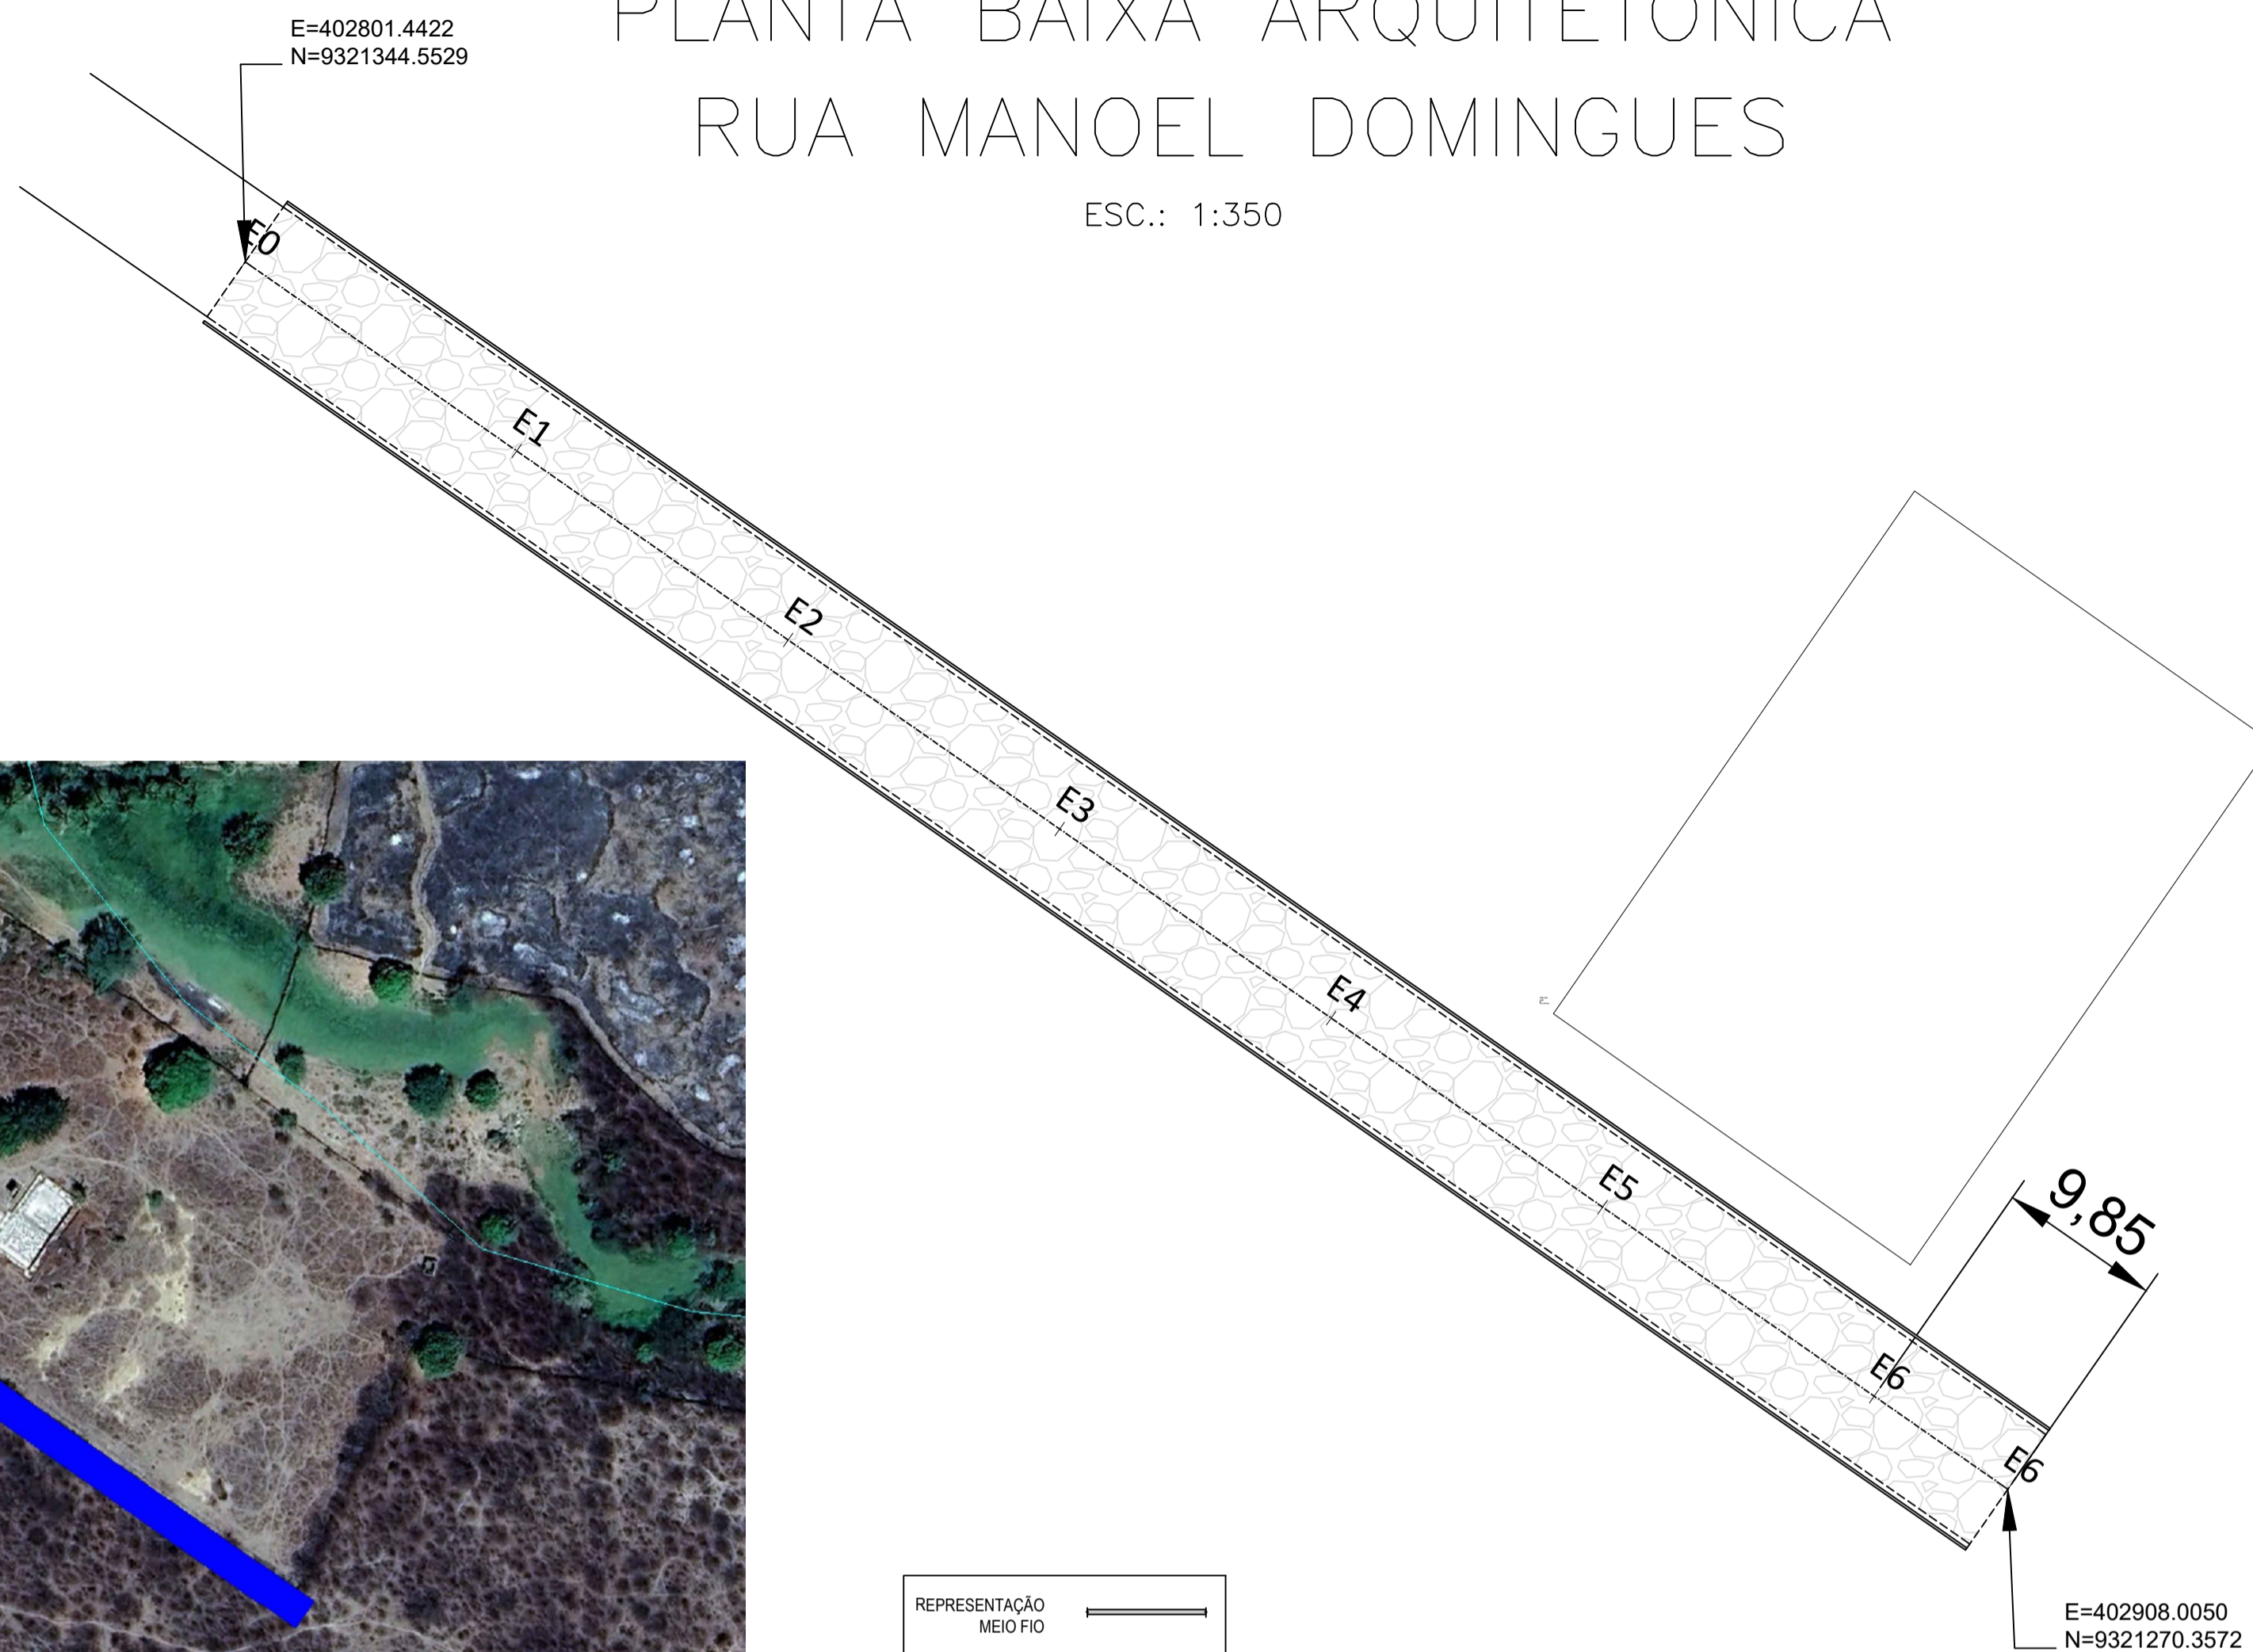 PLANTA BAIXA ARQUITETÔNICA
RUA MANOEL DOMINGUES
ESC.: 1:350
E=402801.4422
N=9321344.5529
E0
E1
E2
E3
E4
E5
E6
E6
9,85
REPRESENTAÇÃO
MEIO FIO
E=402908.0050
N=9321270.3572